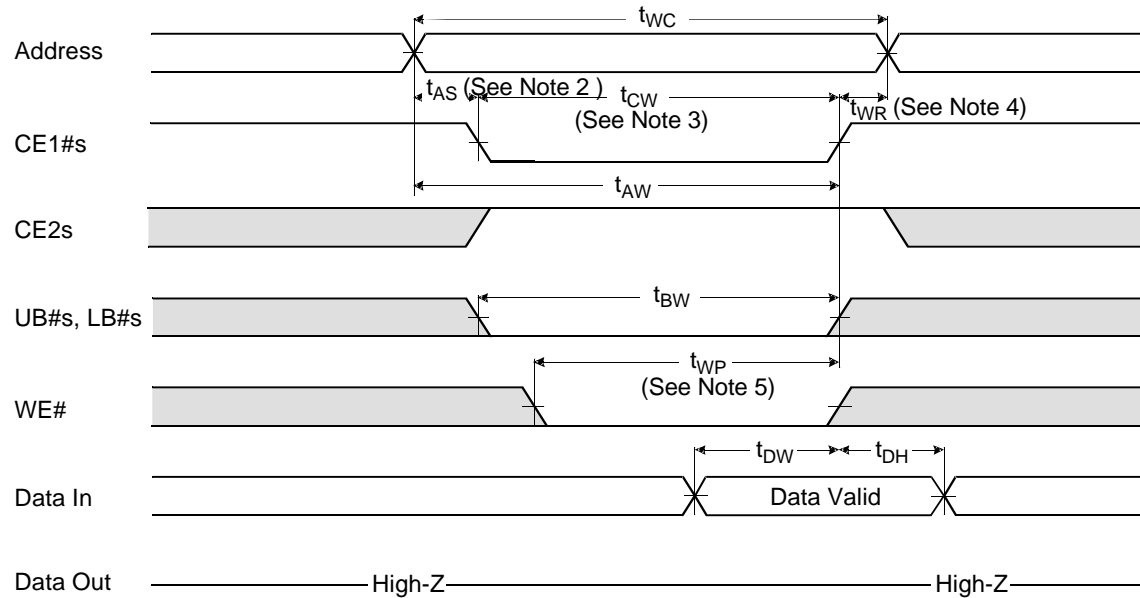 tWC
Address
tAS (See Note 2 )
tCW
(See Note 3)
tWR (See Note 4)
CE1#s
tAW
CE2s
tBW
UB#s, LB#s
tWP
(See Note 5)
WE#
tDW
tDH
Data In
Data Valid
Data Out
High-Z
High-Z